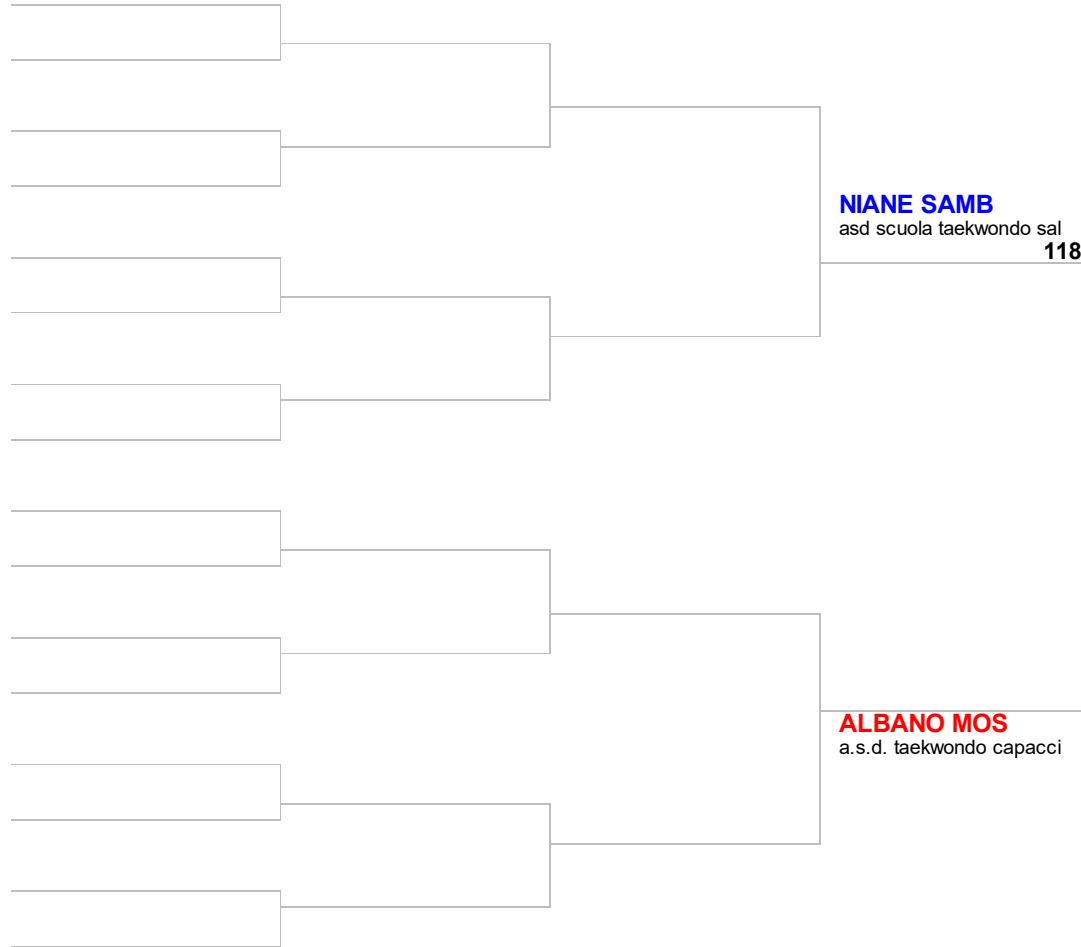 NIANE SAMB
asd scuola taekwondo sal
118
ALBANO MOS
a.s.d. taekwondo capacci